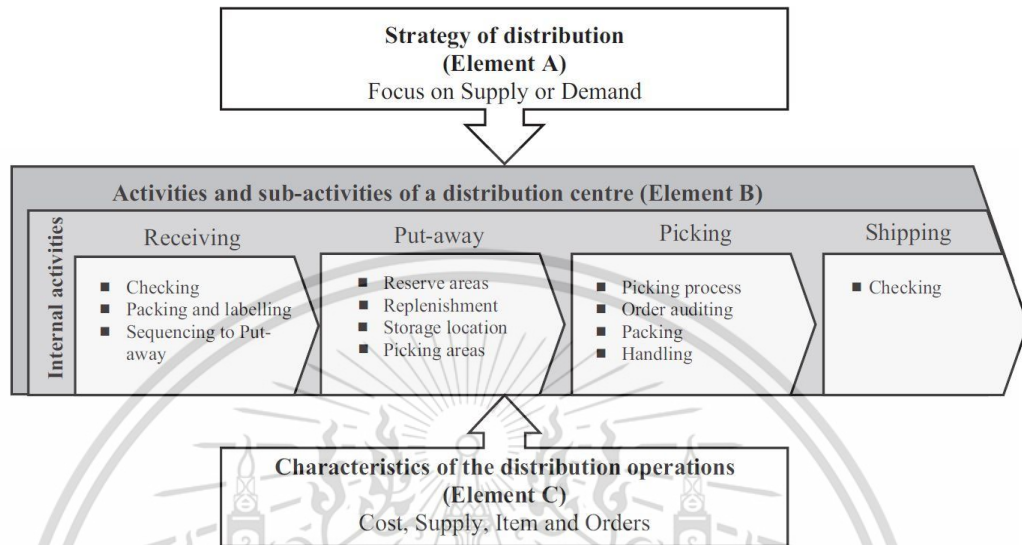 Strategy of distribution
(Element A)
Focus on Supply or Demand
Activities and sub-activities of a distribution centre (Element B)
Internal activities
Receiving
■ Checking
■ Packing and labelling
■ Sequencing to Put-
away
Put-away
■ Reserve areas
■ Replenishment
■ Storage location
■ Picking areas
Picking
■ Picking process
■ Order auditing
■ Packing
■ Handling
Shipping
■ Checking
Characteristics of the distribution operations
(Element C)
Cost, Supply, Item and Orders